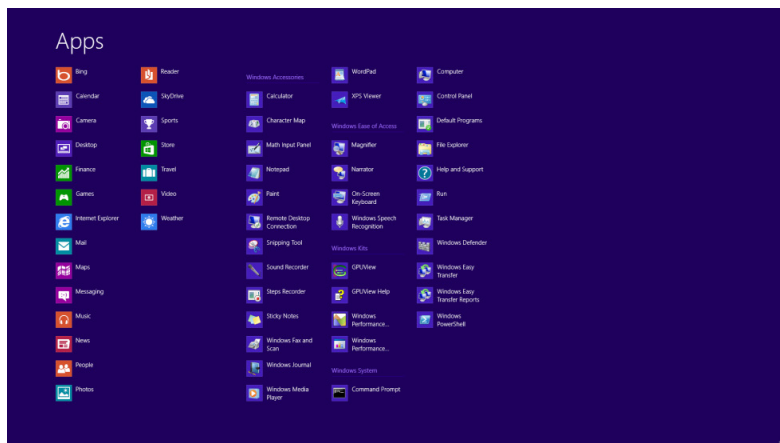 Apps
Bing
Calendar
Camera
Desktop
Finance
Games
Internet Explorer
Mail
Maps
Messaging
Music
News
People
Photos
Reader
SkyDrive
Sports
Store
Travel
Video
Weather
Windows Accessories
Calculator
Character Map
Math Input Panel
Notepad
Paint
Remote Desktop
Connection
Snipping Tool
Sound Recorder
Steps Recorder
Sticky Notes
Windows Fax and
Scan
Windows Journal
Windows Media
Player
WordPad
XPS Viewer
Windows Ease of Access
Magnifier
Narrator
On-Screen
Keyboard
Windows Speech
Recognition
Windows Kits
GPUView
GPUView Help
Windows
Performance...
Windows
Performance...
Windows System
Command Prompt
Computer
Control Panel
Default Programs
File Explorer
Help and Support
Run
Task Manager
Windows Defender
Windows Easy
Transfer
Windows Easy
Transfer Reports
Windows
PowerShell